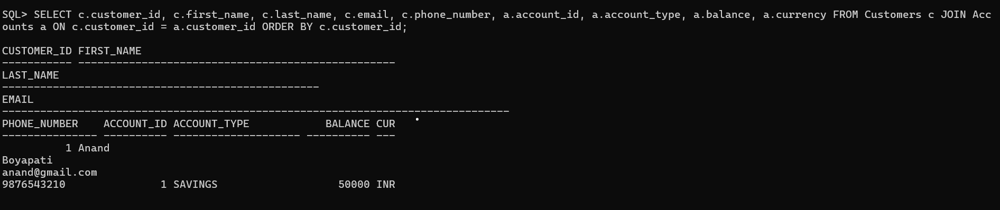 SQL> SELECT c.customer_id, c.first_name, c.last_name, c.email, c.phone_number, a.account_id, a.account_type, a.balance, a.currency FROM Customers c JOIN Acc
ounts a ON c.customer_id = a.customer_id ORDER BY c.customer_id;
CUSTOMER_ID FIRST_NAME
----------- --------------------------------------------------
LAST_NAME
--------------------------------------------------
EMAIL
--------------------------------------------------------------------------------
PHONE_NUMBER    ACCOUNT_ID ACCOUNT_TYPE            BALANCE CUR
--------------- ---------- -------------------- ---------- ---
          1 Anand
Boyapati
anand@gmail.com
9876543210               1 SAVINGS                   50000 INR